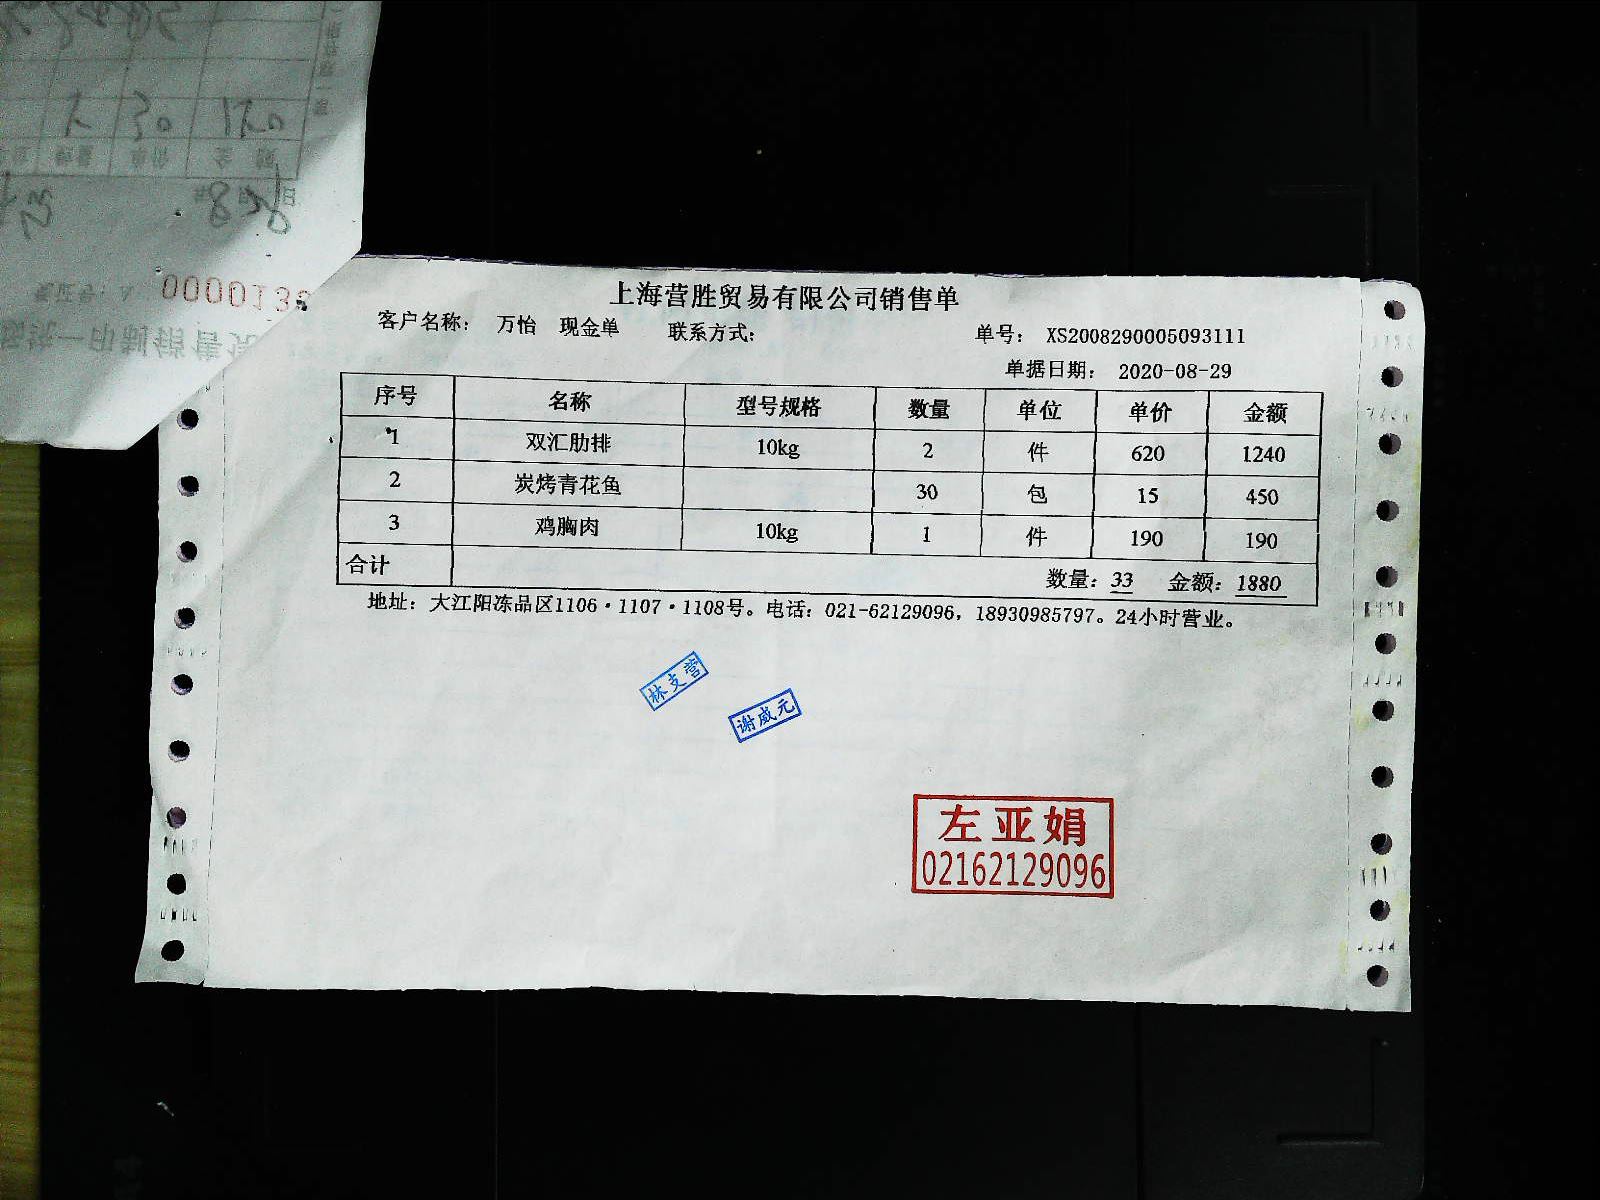 上海营胜贸易有限公司销售单
客户名称： 万怡 现金单 联系方式： 单号： XS2008290005093111
单据日期： 2020-08-29
序号 名称 型号规格 数量 单位 单价 金额
1 双汇肋排 10kg 2 件 620 1240
2 炭烤青花鱼 30 包 15 450
3 鸡胸肉 10kg 1 件 190 190
合计 数量：33 金额：1880
地址：大江阳冻品区1106·1107·1108号。电话：021-62129096，18930985797。24小时营业。
林支营
谢威元
左亚娟
02162129096